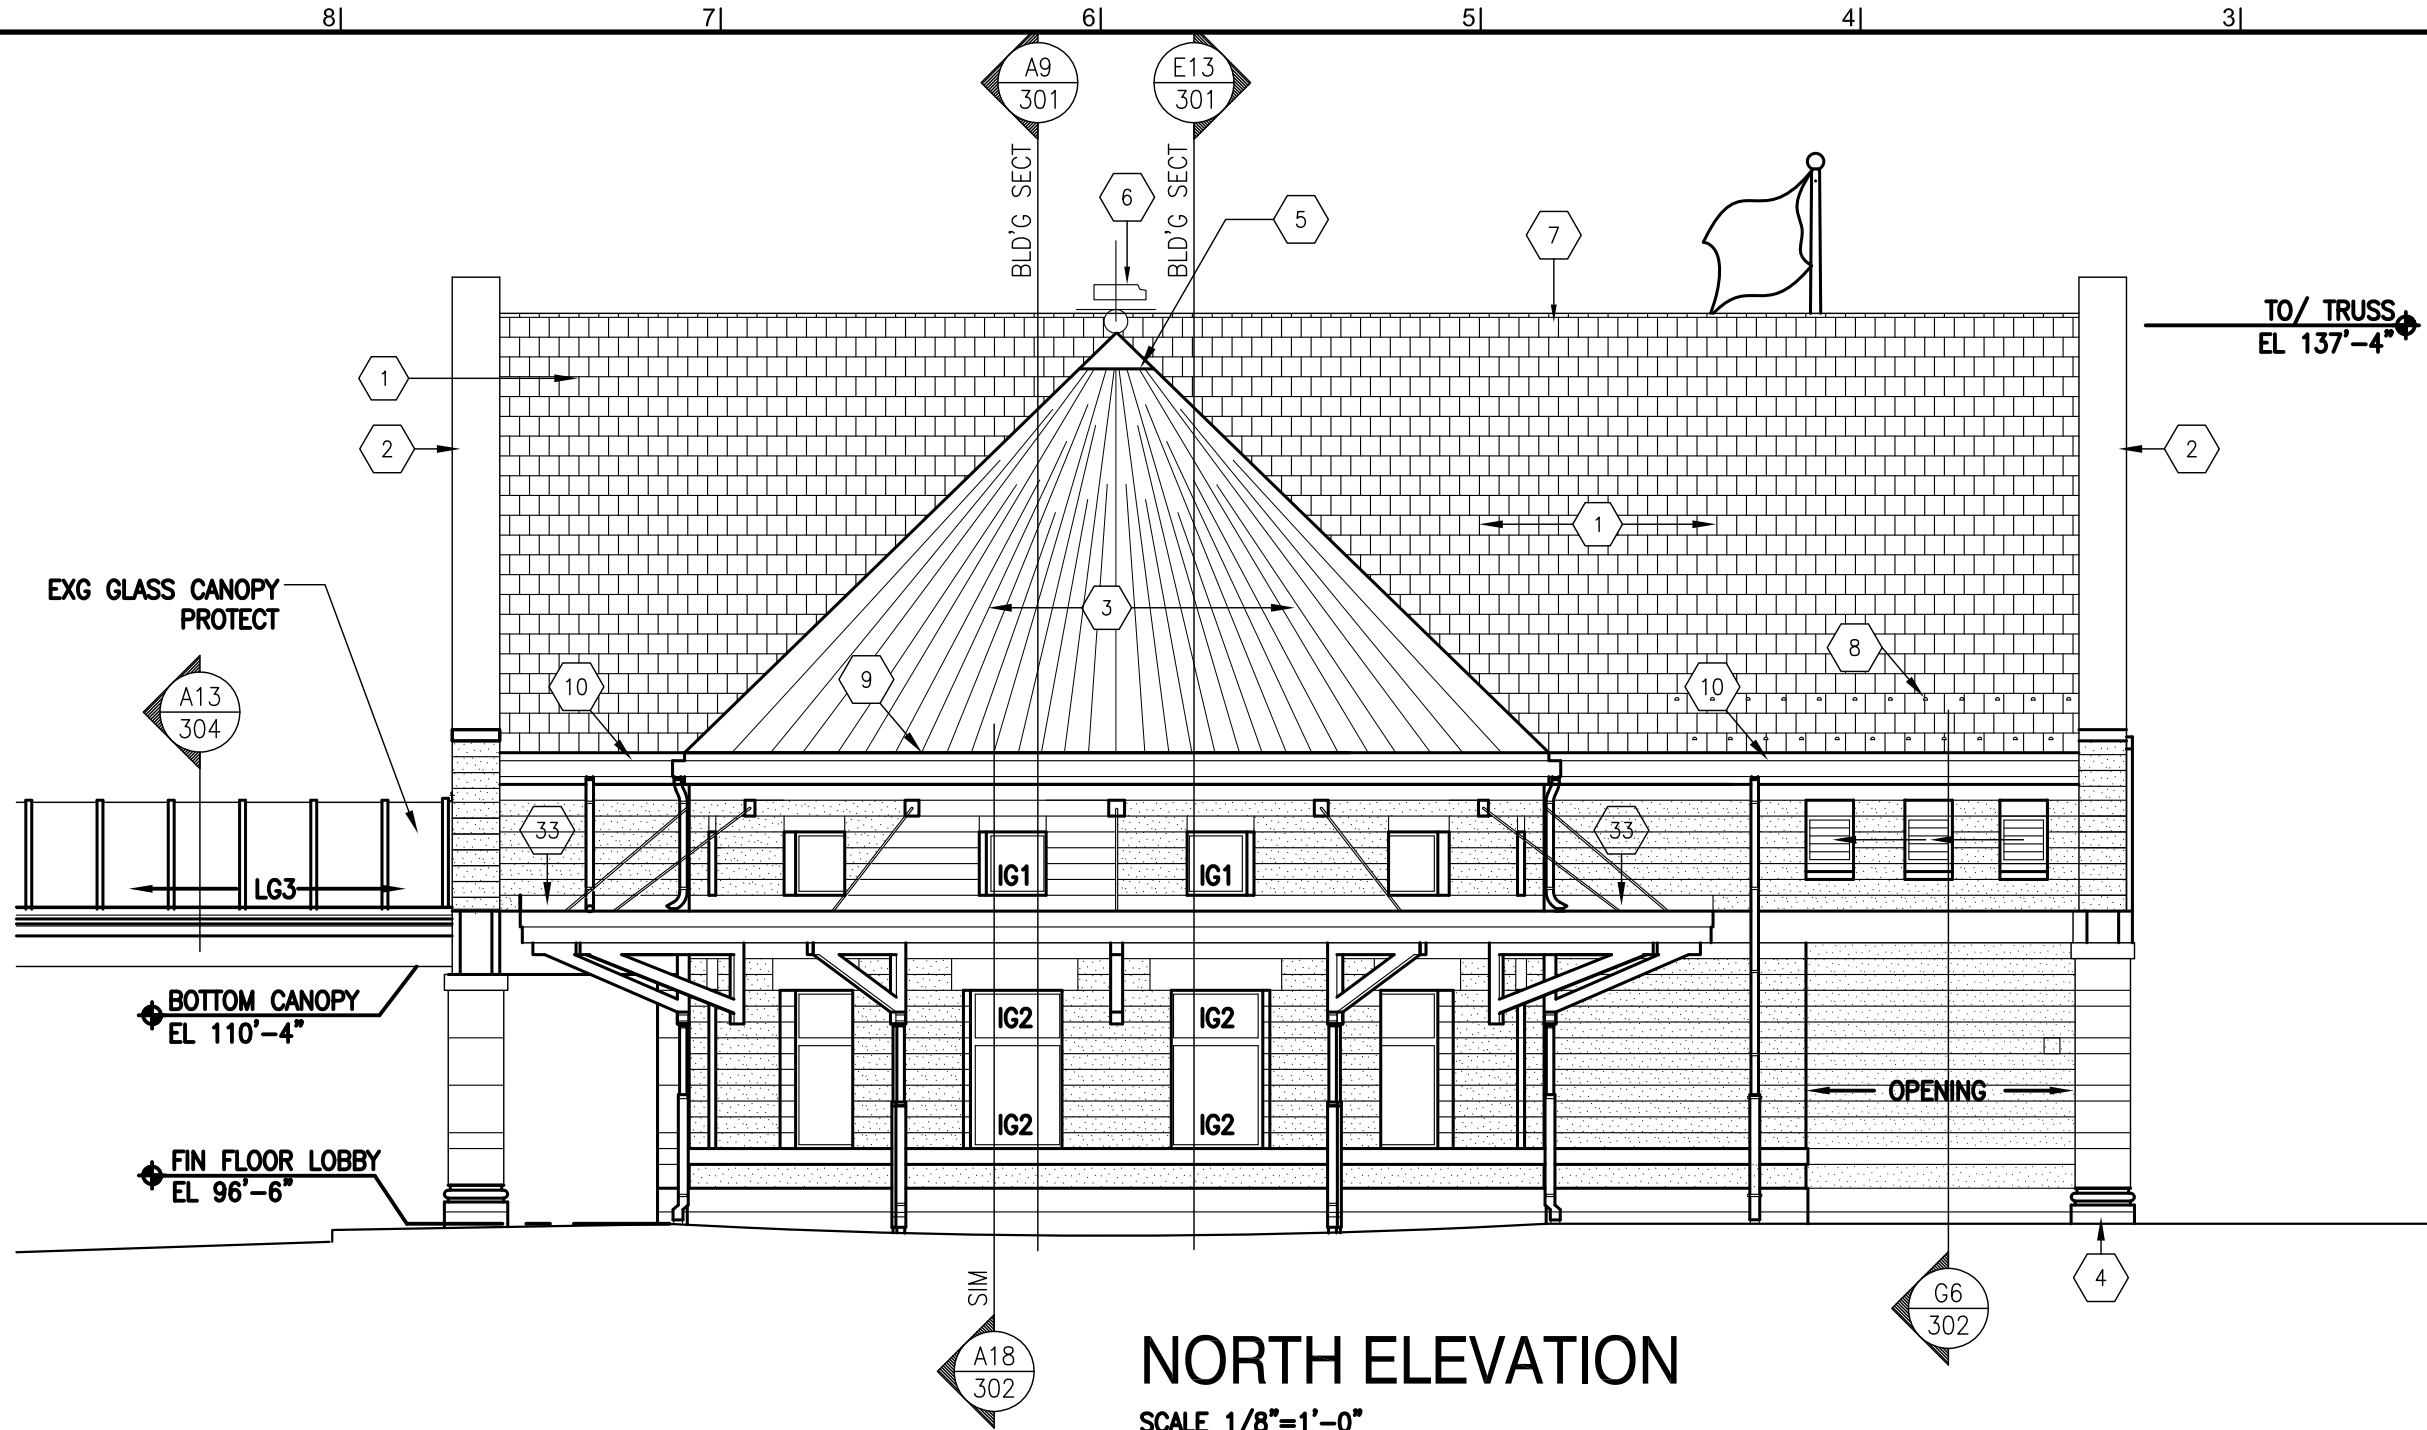 8
7
6
5
4
3
A9
301
E13
301
BLD'G SECT
BLD'G SECT
6
5
7
TO/ TRUSS
EL 137'-4"
1
2
2
1
EXG GLASS CANOPY
PROTECT
3
8
10
9
10
A13
304
33
33
LG3
IG1
IG1
BOTTOM CANOPY
EL 110'-4"
IG2
IG2
OPENING
IG2
IG2
FIN FLOOR LOBBY
EL 96'-6"
SIM
4
G6
302
A18
302
NORTH ELEVATION
SCALE 1/8"=1'-0"